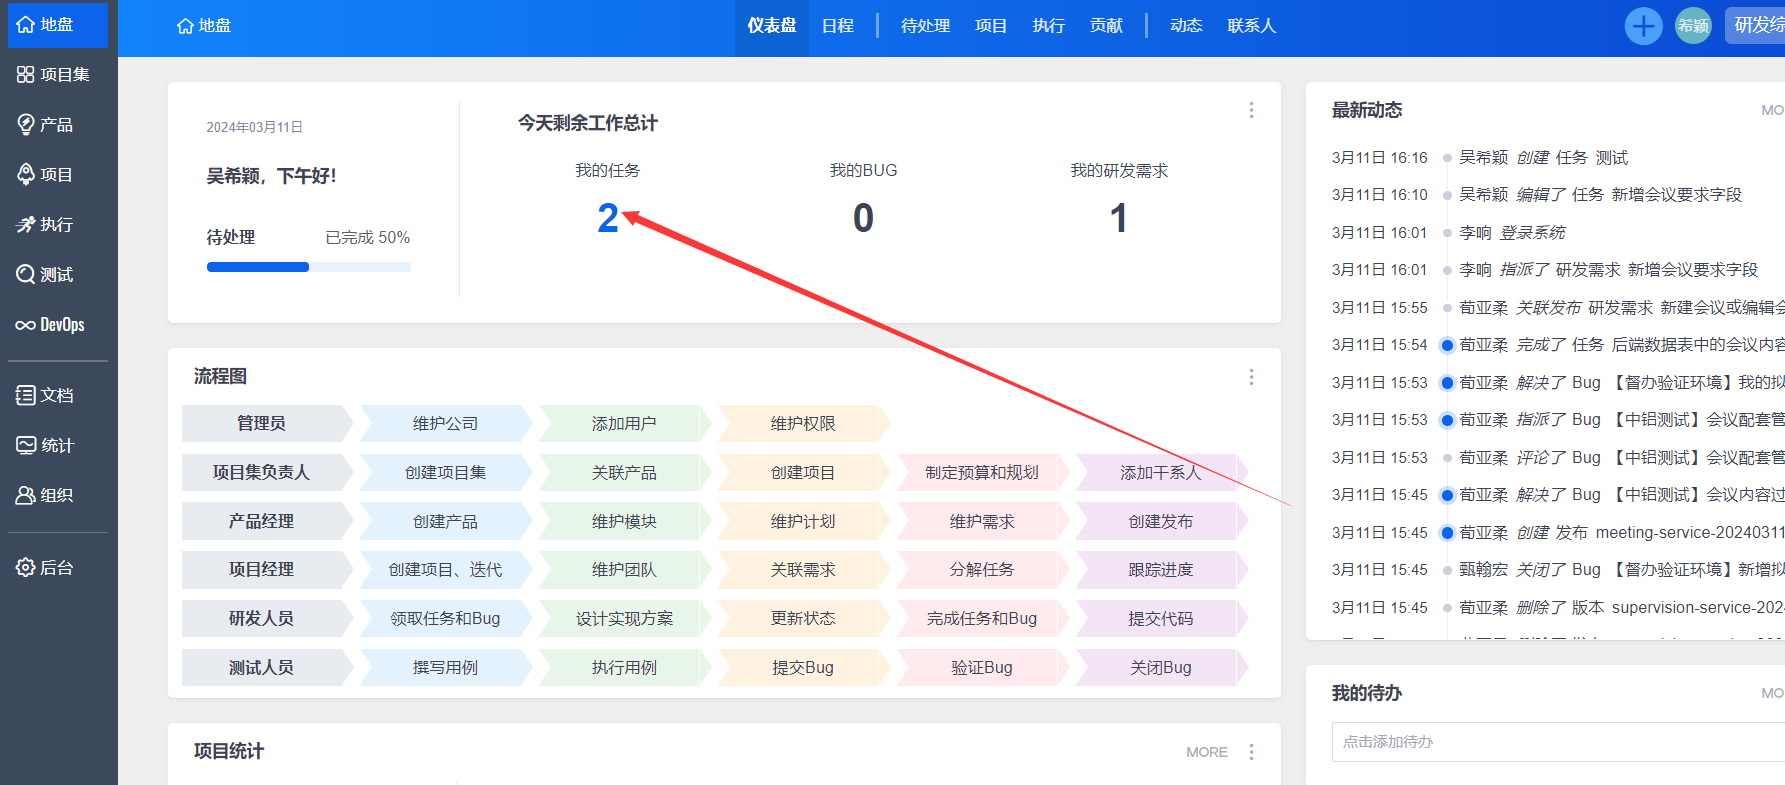 地盘
项目集
产品
项目
执行
测试
DevOps
文档
统计
组织
后台
地盘
仪表盘 日程 待处理 项目 执行 贡献 动态 联系人
希颖
研发综
2024年03月11日
吴希颖，下午好！
待处理 已完成 50%
今天剩余工作总计
我的任务 我的BUG 我的研发需求
2 0 1
流程图
管理员 维护公司 添加用户 维护权限
项目集负责人 创建项目集 关联产品 创建项目 制定预算和规划 添加干系人
产品经理 创建产品 维护模块 维护计划 维护需求 创建发布
项目经理 创建项目、迭代 维护团队 关联需求 分解任务 跟踪进度
研发人员 领取任务和Bug 设计实现方案 更新状态 完成任务和Bug 提交代码
测试人员 撰写用例 执行用例 提交Bug 验证Bug 关闭Bug
项目统计 MORE
最新动态 MO
3月11日 16:16 吴希颖 创建 任务 测试
3月11日 16:10 吴希颖 编辑了 任务 新增会议要求字段
3月11日 16:01 李响 登录系统
3月11日 16:01 李响 指派了 研发需求 新增会议要求字段
3月11日 15:55 荀亚柔 关联发布 研发需求 新建会议或编辑会
3月11日 15:54 荀亚柔 完成了 任务 后端数据表中的会议内容
3月11日 15:53 荀亚柔 解决了 Bug 【督办验证环境】我的拟
3月11日 15:53 荀亚柔 指派了 Bug 【中铝测试】会议配套管
3月11日 15:53 荀亚柔 评论了 Bug 【中铝测试】会议配套管
3月11日 15:45 荀亚柔 解决了 Bug 【中铝测试】会议内容过
3月11日 15:45 荀亚柔 创建 发布 meeting-service-20240311
3月11日 15:45 甄翰宏 关闭了 Bug 【督办验证环境】新增拟
3月11日 15:45 荀亚柔 删除了 版本 supervision-service-202
我的待办 MO
点击添加待办